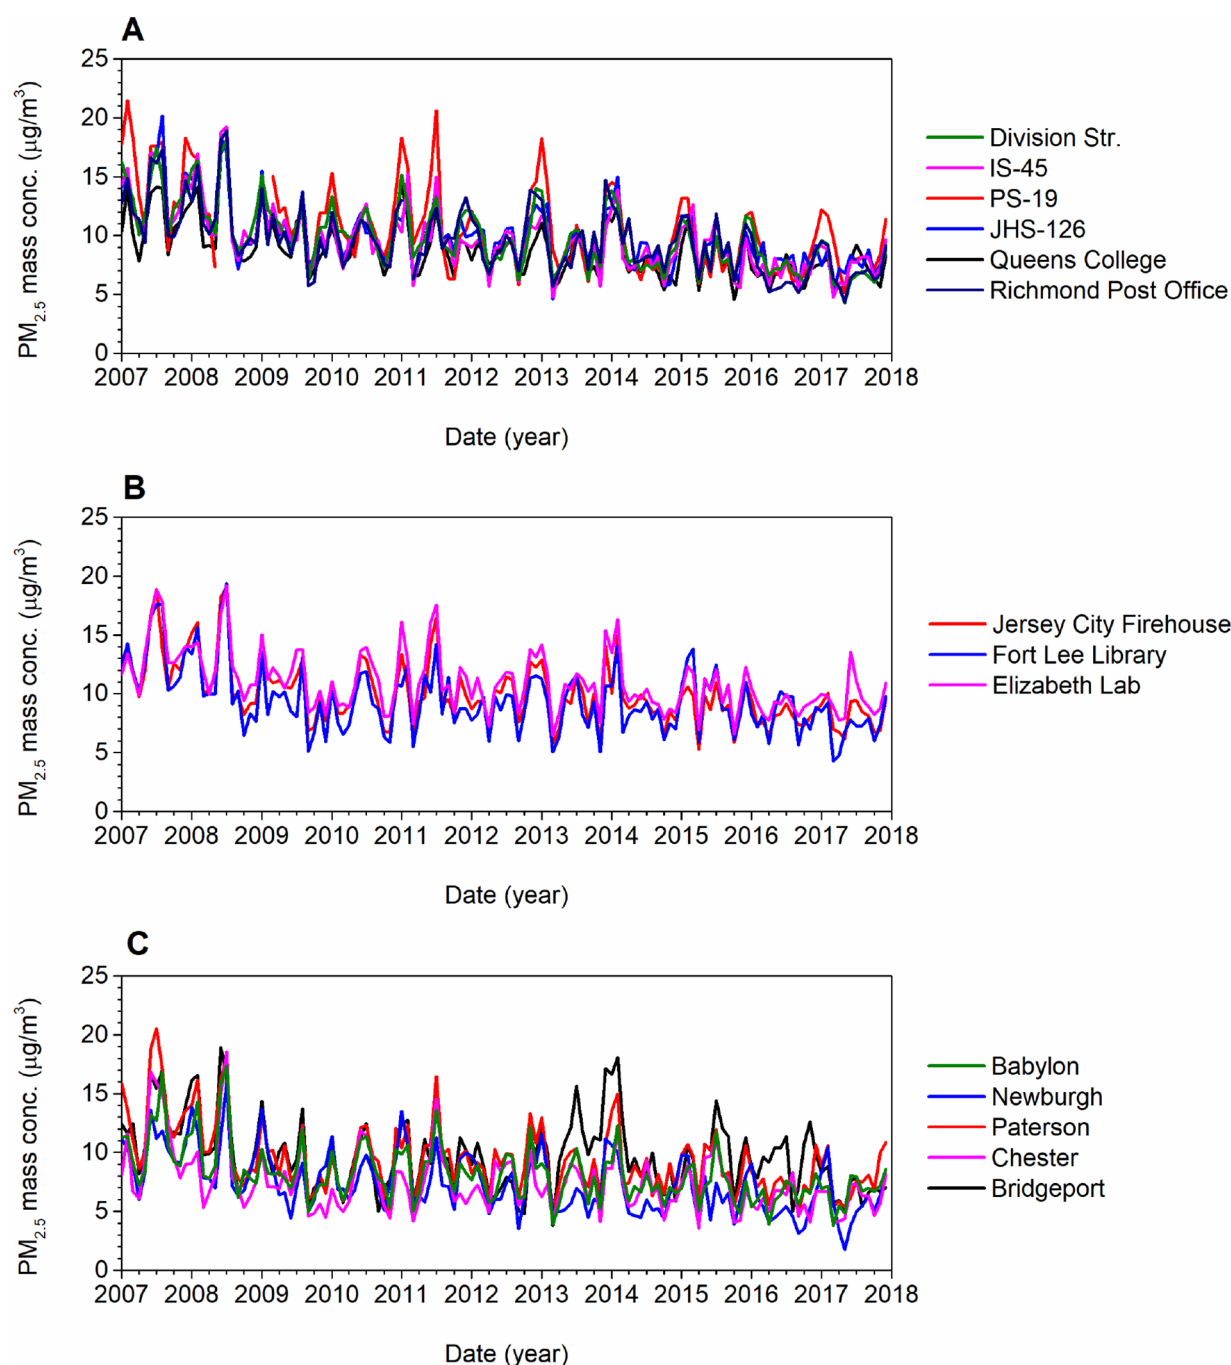 A
PM2.5 mass conc. (μg/m3)
25
20
15
10
5
0
2007 2008 2009 2010 2011 2012 2013 2014 2015 2016 2017 2018
Date (year)
Division Str.
IS-45
PS-19
JHS-126
Queens College
Richmond Post Office
B
PM2.5 mass conc. (μg/m3)
25
20
15
10
5
0
2007 2008 2009 2010 2011 2012 2013 2014 2015 2016 2017 2018
Date (year)
Jersey City Firehouse
Fort Lee Library
Elizabeth Lab
C
PM2.5 mass conc. (μg/m3)
25
20
15
10
5
0
2007 2008 2009 2010 2011 2012 2013 2014 2015 2016 2017 2018
Date (year)
Babylon
Newburgh
Paterson
Chester
Bridgeport